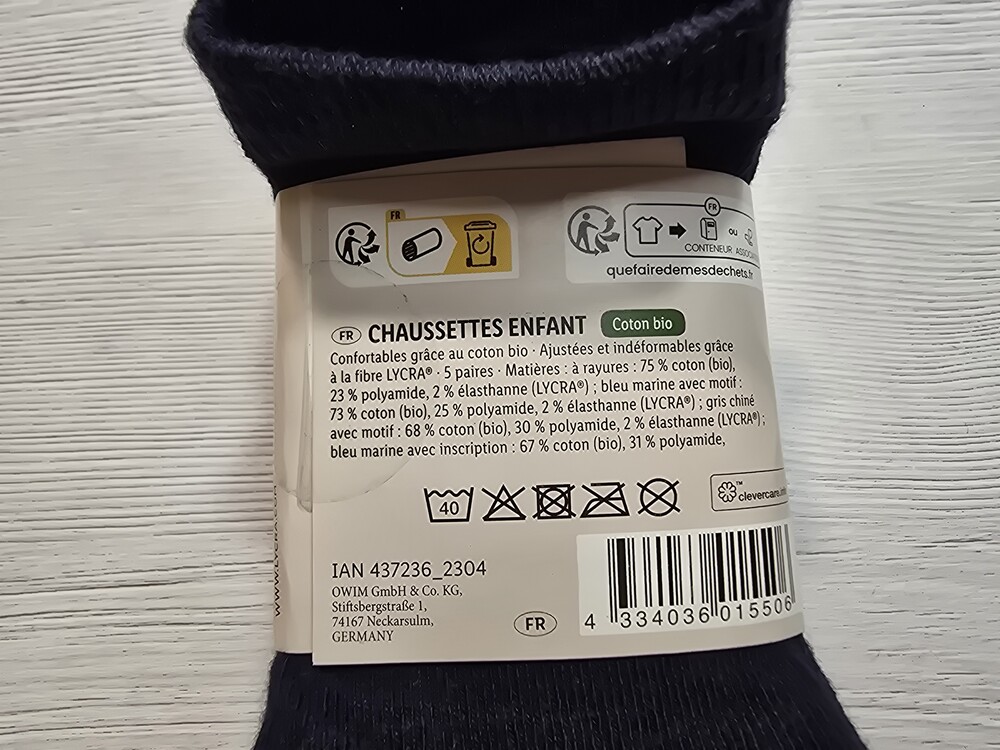 FR
FR
CONTENEUR
OU
quefairedemesdechets.fr
FR CHAUSSETTES ENFANT Coton bio
Confortables grâce au coton bio · Ajustées et indéformables grâce
à la fibre LYCRA® · 5 paires · Matières : à rayures : 75 % coton (bio),
23 % polyamide, 2 % élasthanne (LYCRA®) ; bleu marine avec motif :
73 % coton (bio), 25 % polyamide, 2 % élasthanne (LYCRA®) ; gris chiné
avec motif : 68 % coton (bio), 30 % polyamide, 2 % élasthanne (LYCRA®) ;
bleu marine avec inscription : 67 % coton (bio), 31 % polyamide,
40
IAN 437236_2304
OWIM GmbH & Co. KG,
Stiftsbergstraße 1,
74167 Neckarsulm,
GERMANY
FR
4 334036 015506